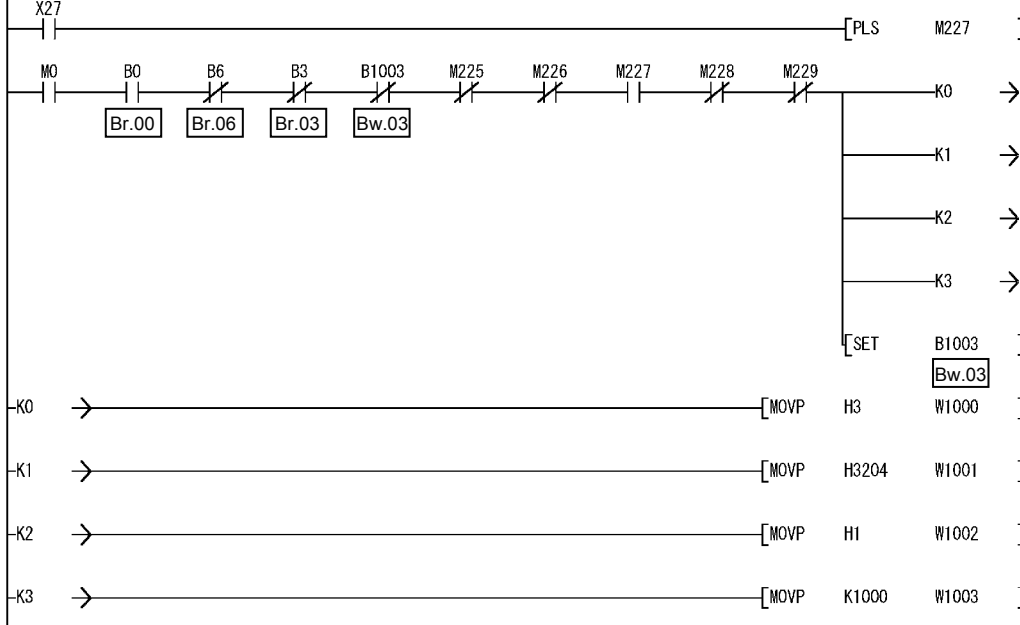 X27
[PLS M227 ]
M0 B0 B6 B3 B1003 M225 M226 M227 M228 M229
K0
Br.00 Br.06 Br.03 Bw.03
K1
K2
K3
[SET B1003 ]
Bw.03
K0 [MOVP H3 W1000 ]
K1 [MOVP H3204 W1001 ]
K2 [MOVP H1 W1002 ]
K3 [MOVP K1000 W1003 ]